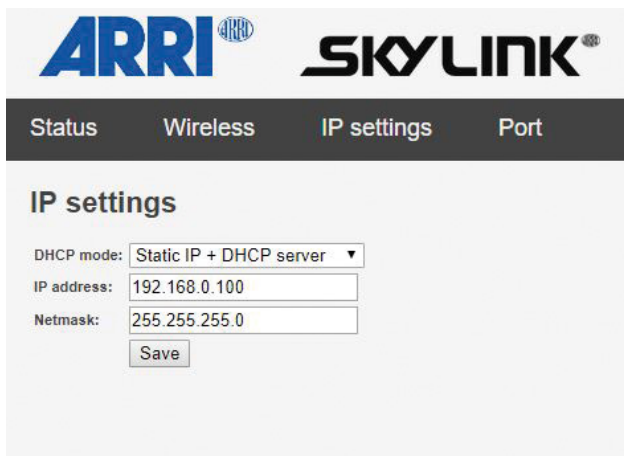 ARRI® ARRI SKYLINK®
Status Wireless IP settings Port
IP settings
DHCP mode: Static IP + DHCP server ▼
IP address: 192.168.0.100
Netmask: 255.255.255.0
Save